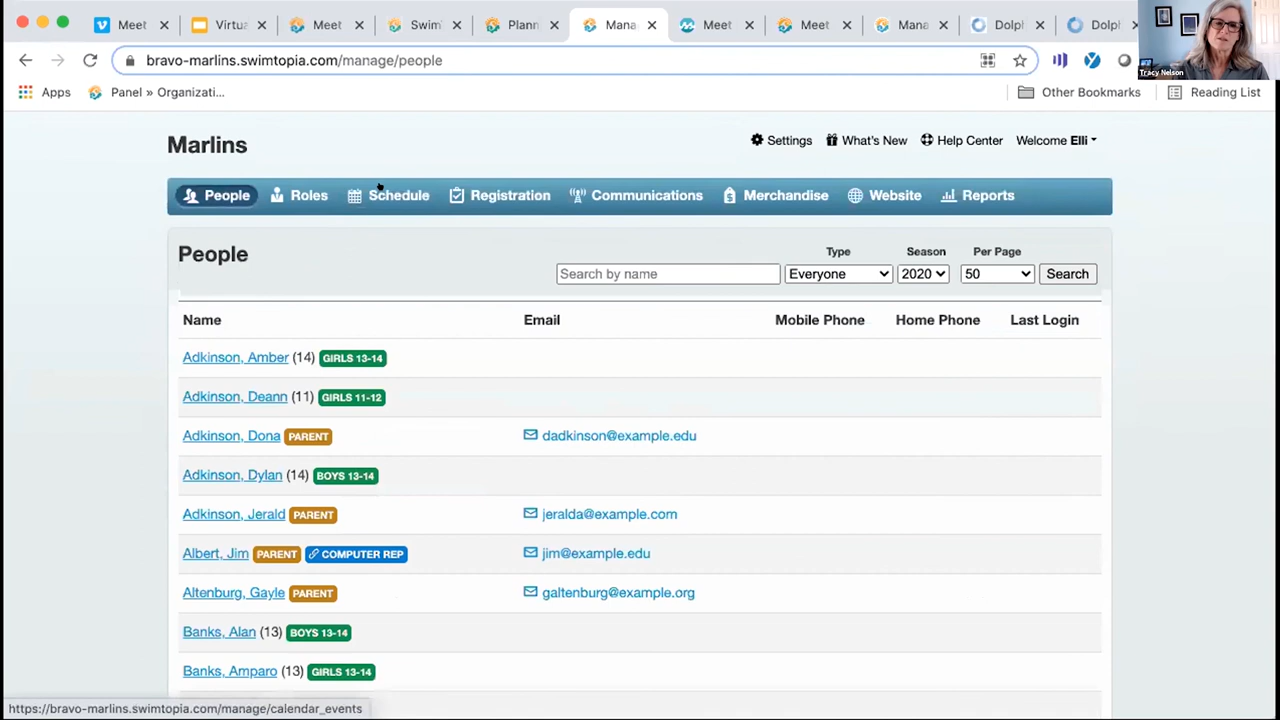 Meet
Virtua
Meet
Swim
Plann
Mana
Meet
Meet
Mana
Dolph
Dolph
bravo-marlins.swimtopia.com/manage/people
Tracy Nelson
Apps
Panel » Organizati...
Other Bookmarks
Reading List
Marlins
Settings
What's New
Help Center
Welcome Elli
People
Roles
Schedule
Registration
Communications
Merchandise
Website
Reports
People
Type
Season
Per Page
Search by name
Everyone
2020
50
Search
Name
Email
Mobile Phone
Home Phone
Last Login
Adkinson, Amber (14) GIRLS 13-14
Adkinson, Deann (11) GIRLS 11-12
Adkinson, Dona PARENT dadkinson@example.edu
Adkinson, Dylan (14) BOYS 13-14
Adkinson, Jerald PARENT jeralda@example.com
Albert, Jim PARENT COMPUTER REP jim@example.edu
Altenburg, Gayle PARENT galtenburg@example.org
Banks, Alan (13) BOYS 13-14
Banks, Amparo (13) GIRLS 13-14
https://bravo-marlins.swimtopia.com/manage/calendar_events